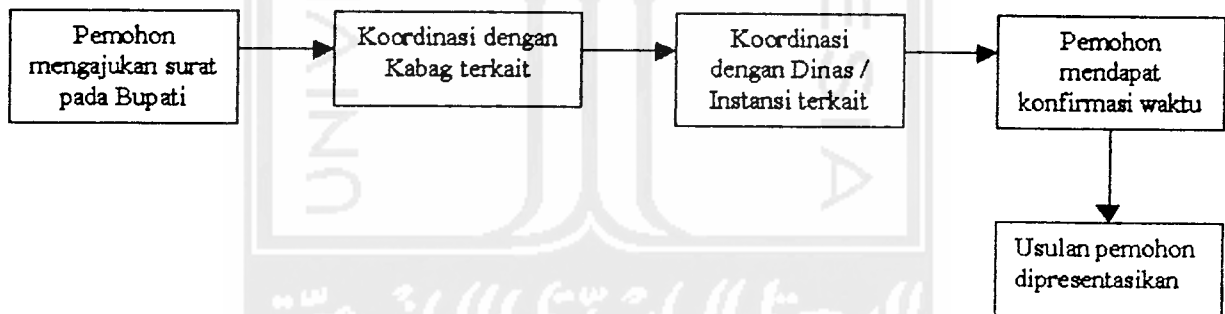 Pemohon
mengajukan surat
pada Bupati
Koordinasi dengan
Kabag terkait
Koordinasi
dengan Dinas /
Instansi terkait
Pemohon
mendapat
konfirmasi waktu
Usulan pemohon
dipresentasikan